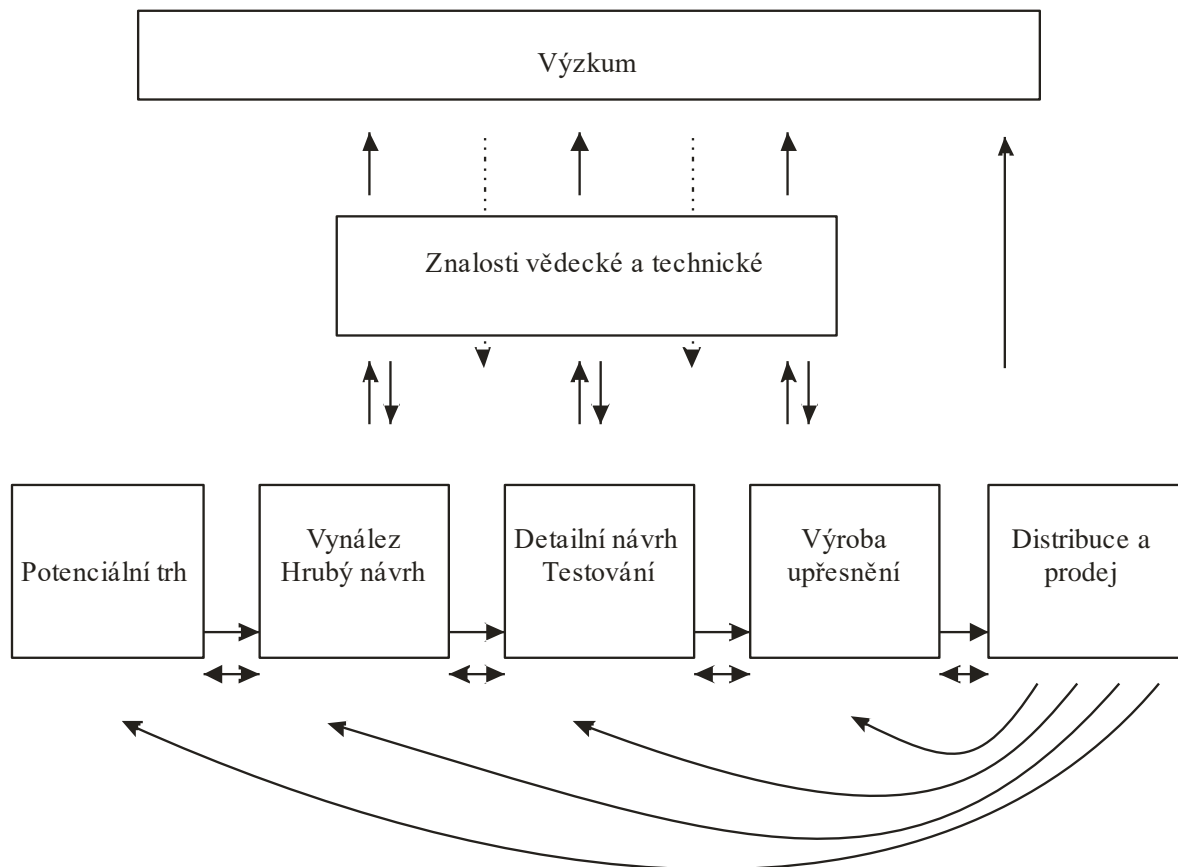 Výzkum
Znalosti vědecké a technické
Potenciální trh
Vynález
Hrubý návrh
Detailní návrh
Testování
Výroba
upřesnění
Distribuce a
prodej